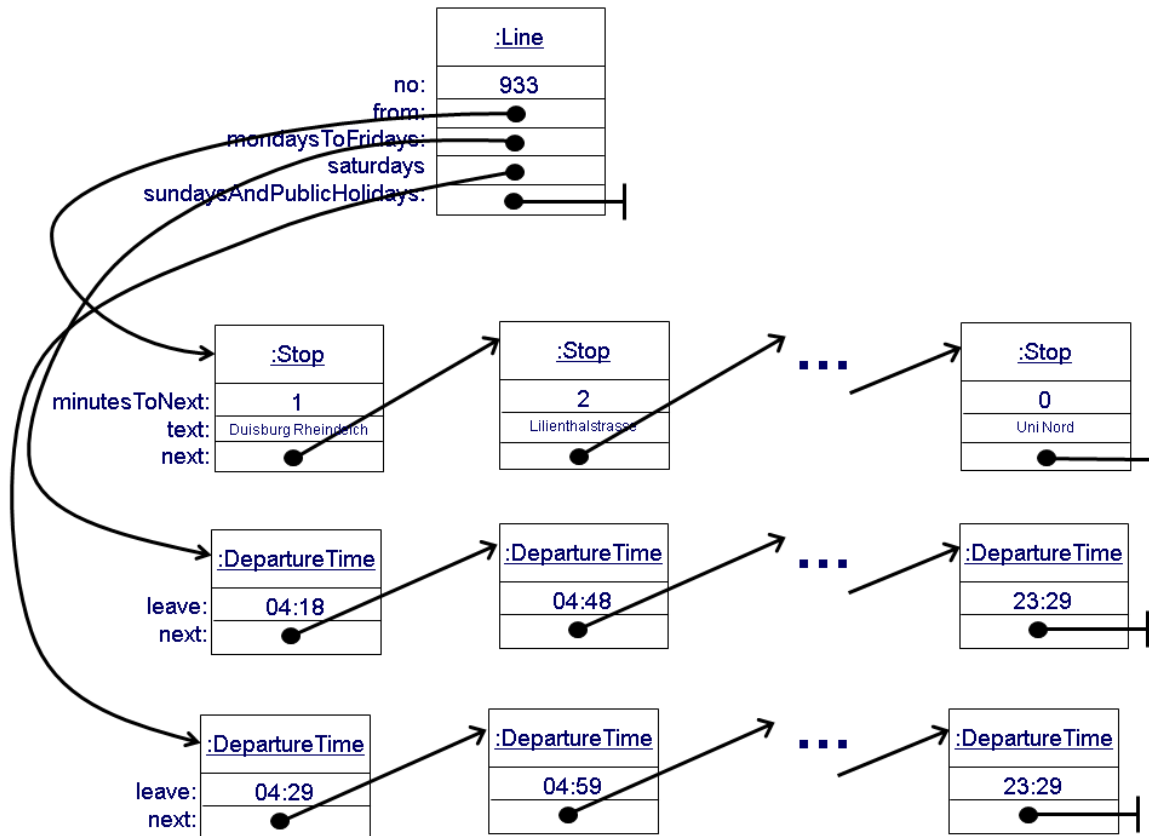 :Line
no: 933
from:
mondaysToFridays:
saturdays
sundaysAndPublicHolidays:
:Stop :Stop ... :Stop
minutesToNext: 1 2 0
text: Duisburg Rheindeich Lilienthalstrasse Uni Nord
next:
:DepartureTime :DepartureTime ... :DepartureTime
leave: 04:18 04:48 23:29
next:
:DepartureTime :DepartureTime ... :DepartureTime
leave: 04:29 04:59 23:29
next: